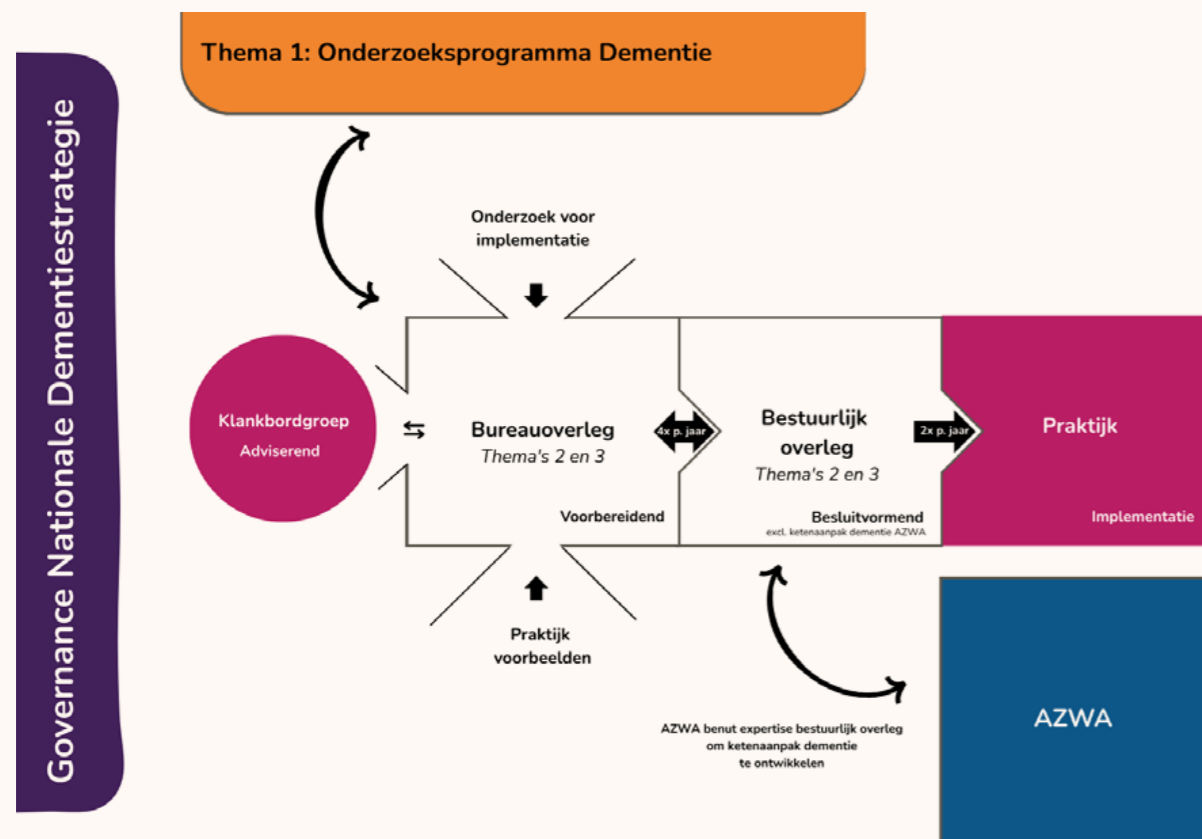 Governance Nationale Dementiestrategie
Thema 1: Onderzoeksprogramma Dementie
Onderzoek voor
implementatie
Klankbordgroep
Adviserend
Bureauoverleg
Thema's 2 en 3
Voorbereidend
4x p. jaar
Bestuurlijk
overleg
Thema's 2 en 3
Besluitvormend
excl. ketenaanpak dementie AZWA
2x p. jaar
Praktijk
Implementatie
Praktijk
voorbeelden
AZWA benut expertise bestuurlijk overleg
om ketenaanpak dementie
te ontwikkelen
AZWA